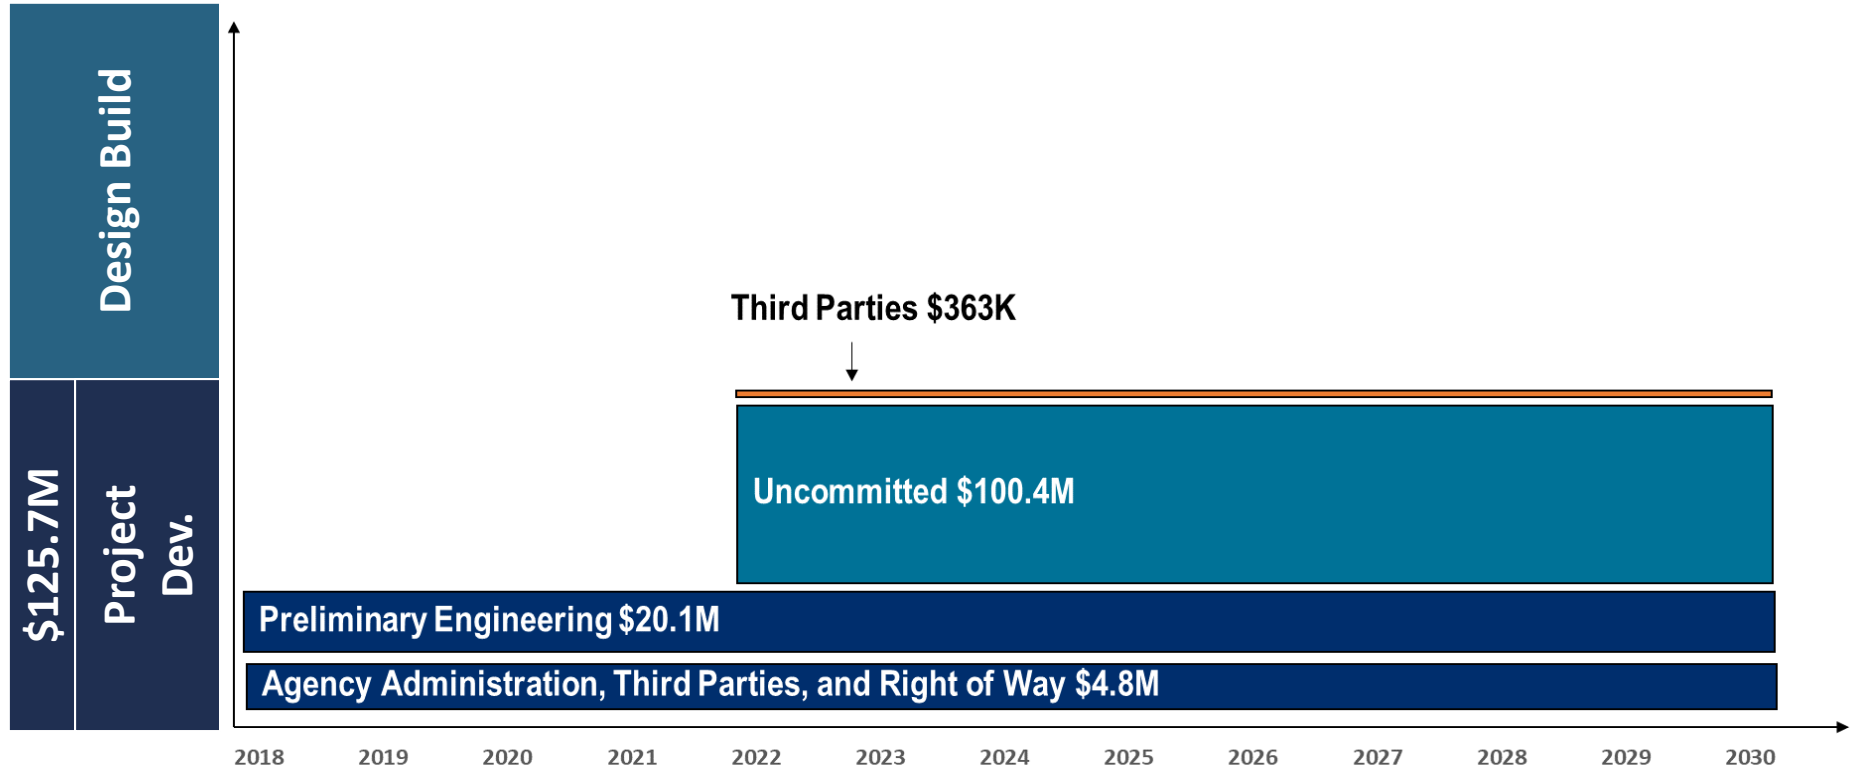 Design Build
$125.7M
Project
Dev.
Third Parties $363K
Uncommitted $100.4M
Preliminary Engineering $20.1M
Agency Administration, Third Parties, and Right of Way $4.8M
2018 2019 2020 2021 2022 2023 2024 2025 2026 2027 2028 2029 2030